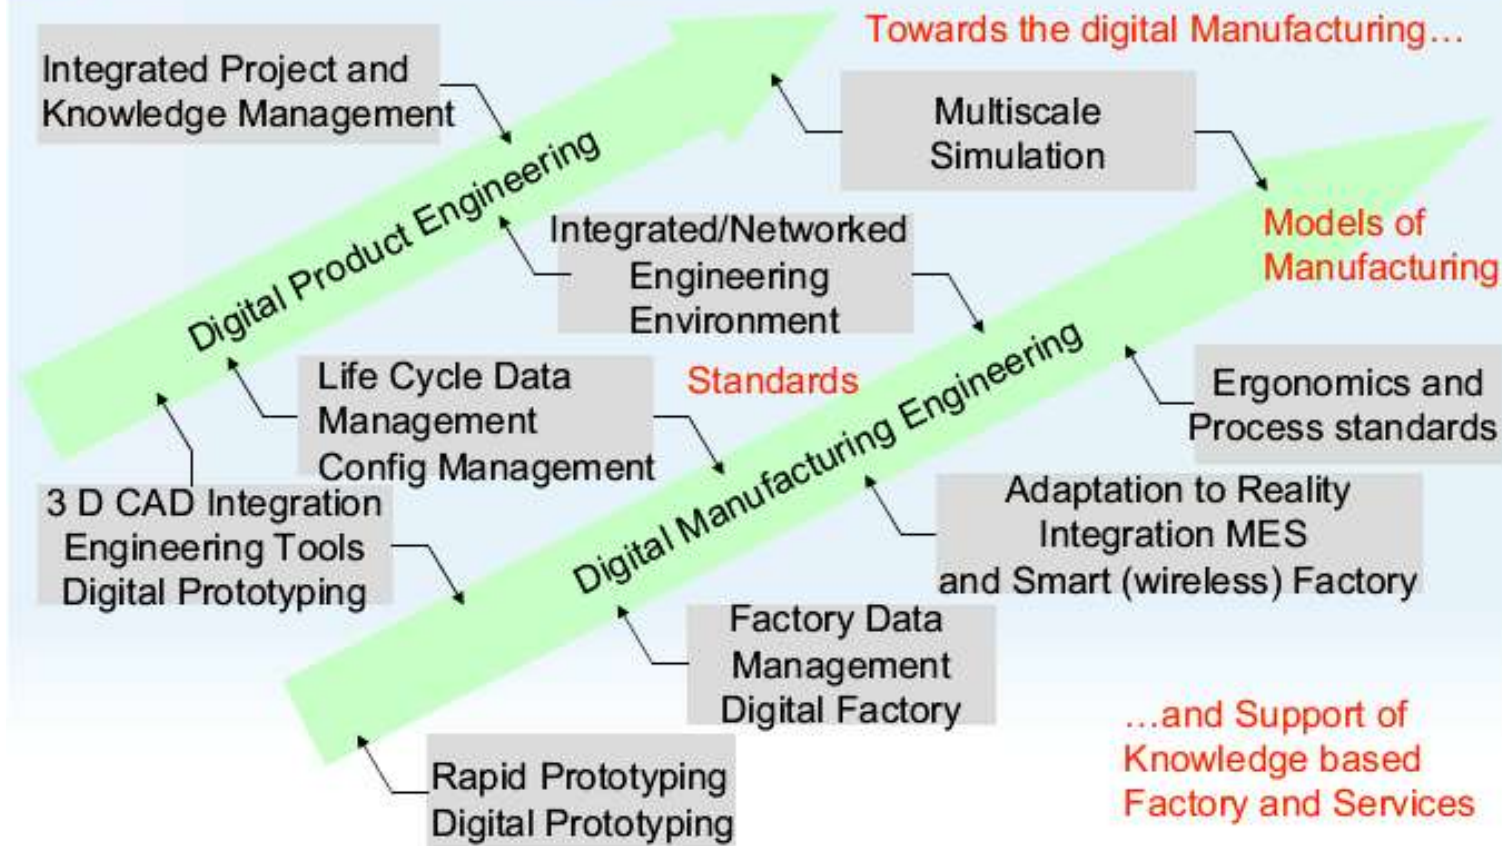 Towards the digital Manufacturing…
Integrated Project and
Knowledge Management
Multiscale
Simulation
Digital Product Engineering
Models of
Manufacturing
Integrated/Networked
Engineering
Environment
Life Cycle Data
Management
Config Management
Standards
Digital Manufacturing Engineering
Ergonomics and
Process standards
3 D CAD Integration
Engineering Tools
Digital Prototyping
Adaptation to Reality
Integration MES
and Smart (wireless) Factory
Factory Data
Management
Digital Factory
Rapid Prototyping
Digital Prototyping
…and Support of
Knowledge based
Factory and Services